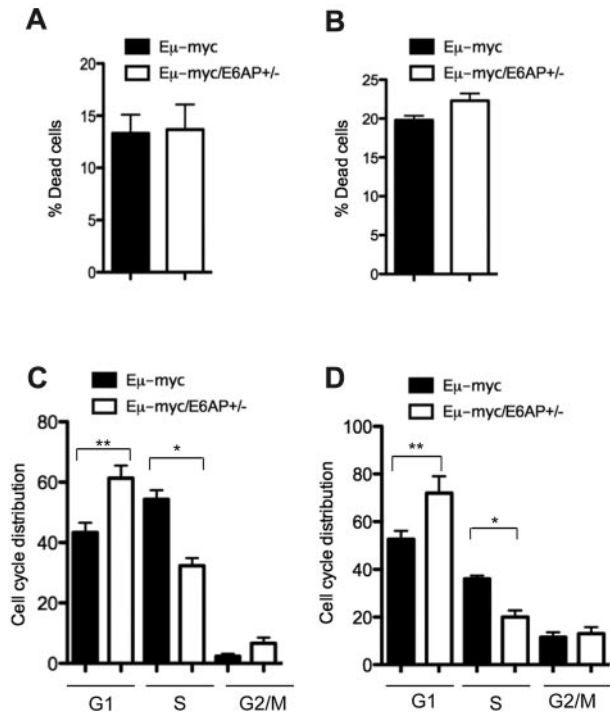 A
Eμ-myc
Eμ-myc/E6AP+/-
% Dead cells
20
15
10
5
0
B
Eμ-myc
Eμ-myc/E6AP+/-
% Dead cells
25
20
15
10
5
0
C
Eμ-myc
Eμ-myc/E6AP+/-
Cell cycle distribution
80
60
40
20
0
**
*
G1 S G2/M
D
Eμ-myc
Eμ-myc/E6AP+/-
Cell cycle distribution
100
80
60
40
20
0
**
*
G1 S G2/M